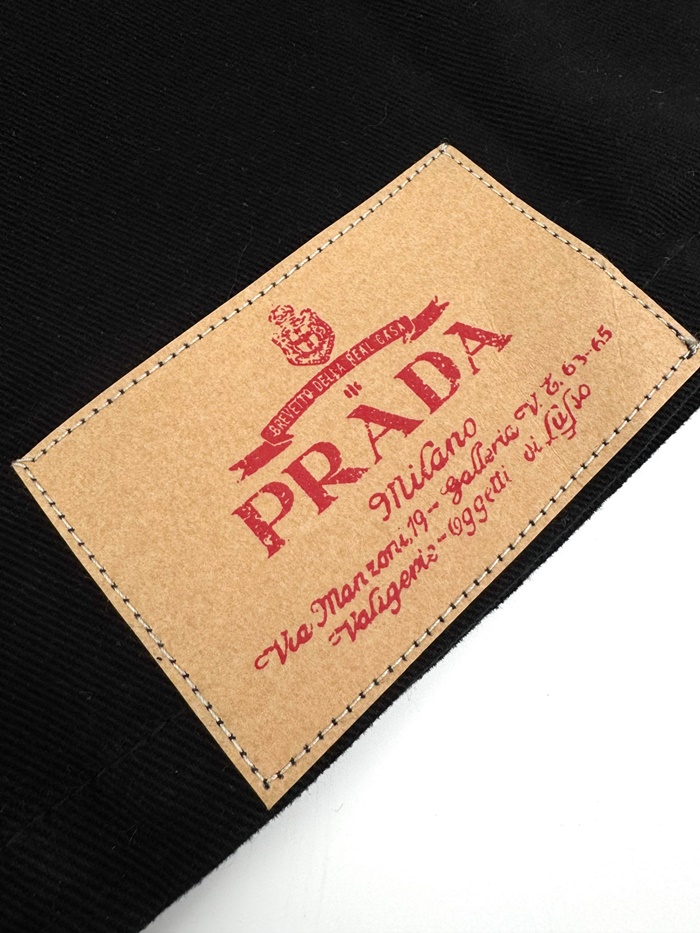 BREVETTO DELLA REAL CASA
PRADA
Milano
Via Manzoni, 19 - Galleria V. E. 63-65
Valigerie - Oggetti di Lusso